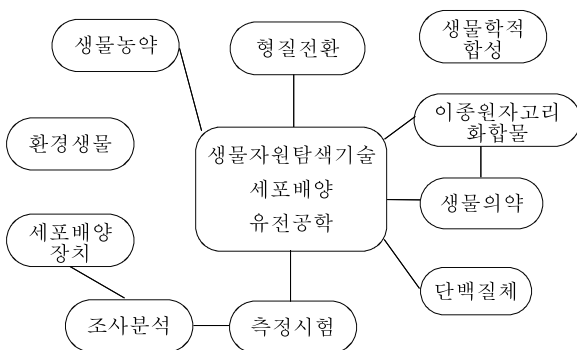 생물농약
형질전환
생물학적
합성
이종원자고리
화합물
환경생물
생물자원탐색기술
세포배양
유전공학
생물의약
세포배양
장치
단백질체
조사분석
측정시험